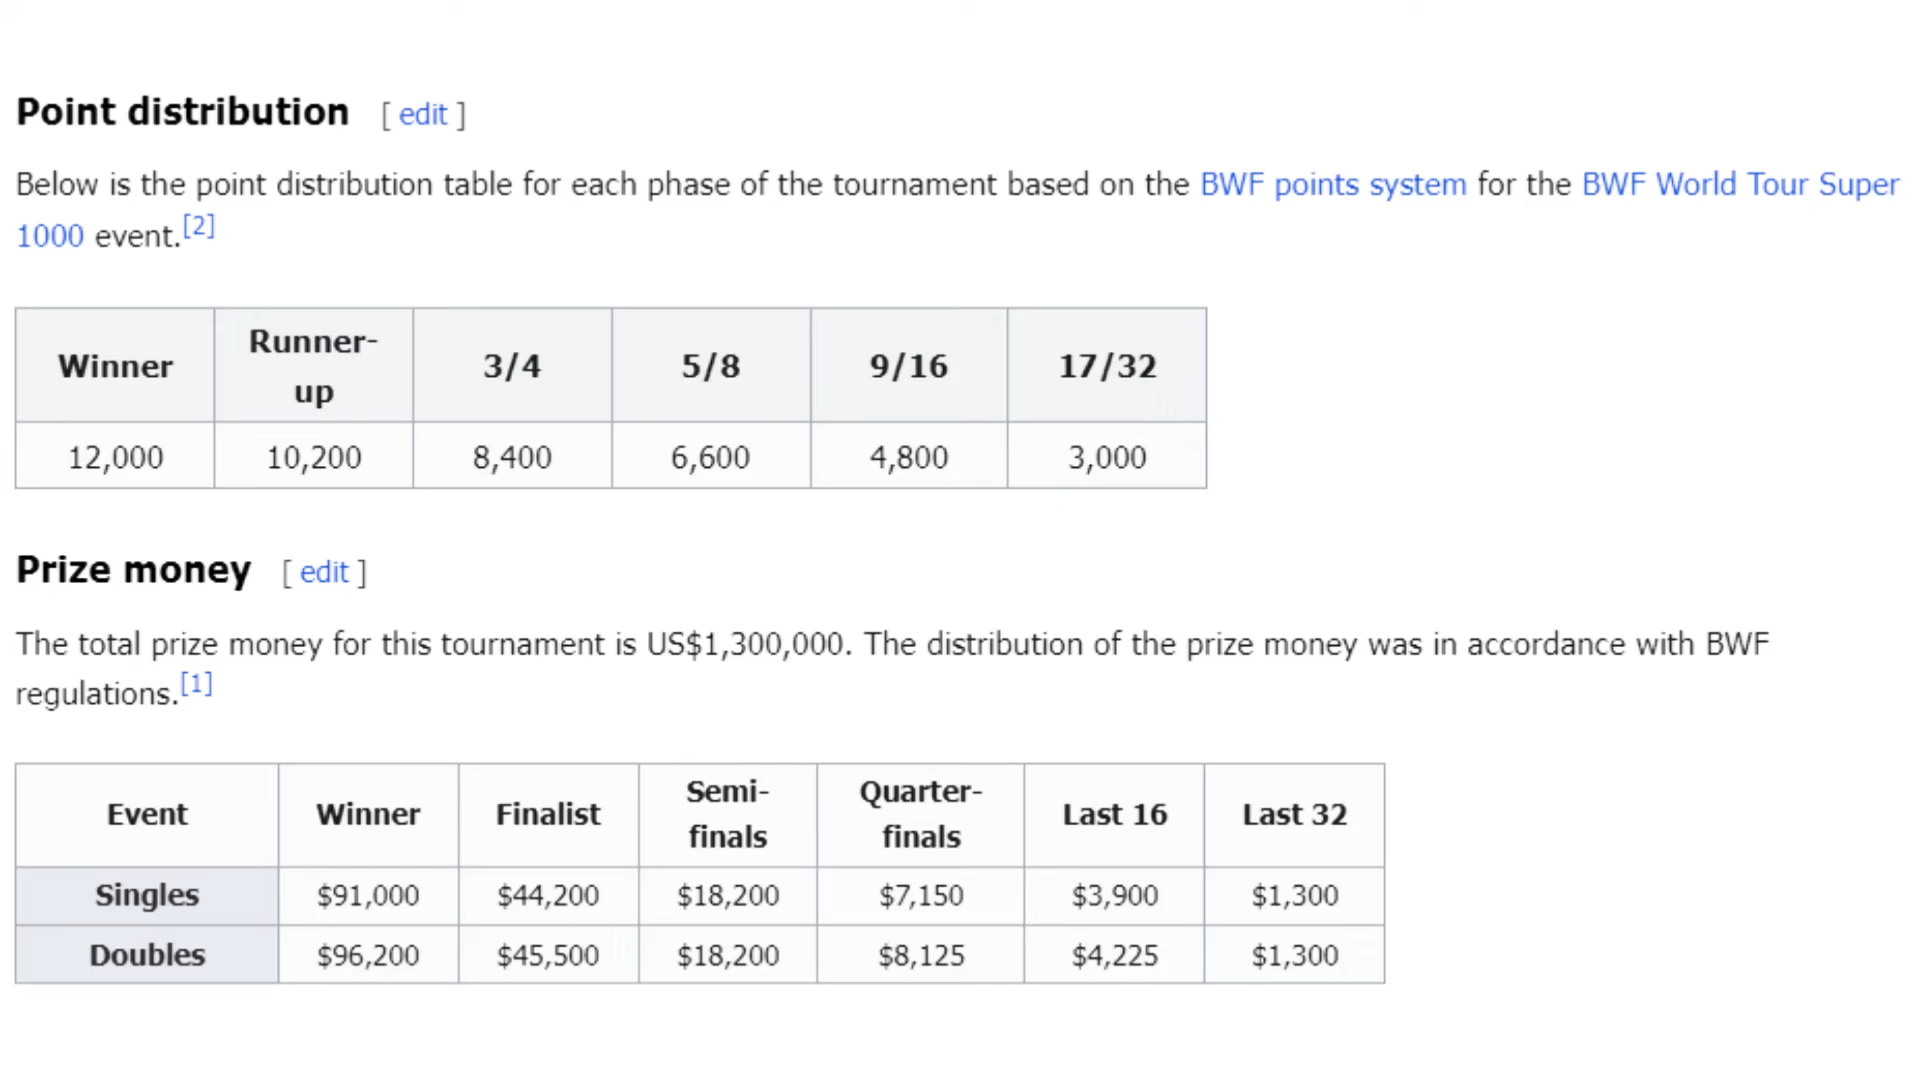 Point distribution [ edit ]
Below is the point distribution table for each phase of the tournament based on the BWF points system for the BWF World Tour Super
1000 event.[2]
Winner Runner-up 3/4 5/8 9/16 17/32
12,000 10,200 8,400 6,600 4,800 3,000
Prize money [ edit ]
The total prize money for this tournament is US$1,300,000. The distribution of the prize money was in accordance with BWF
regulations.[1]
Event Winner Finalist Semi-finals Quarter-finals Last 16 Last 32
Singles $91,000 $44,200 $18,200 $7,150 $3,900 $1,300
Doubles $96,200 $45,500 $18,200 $8,125 $4,225 $1,300